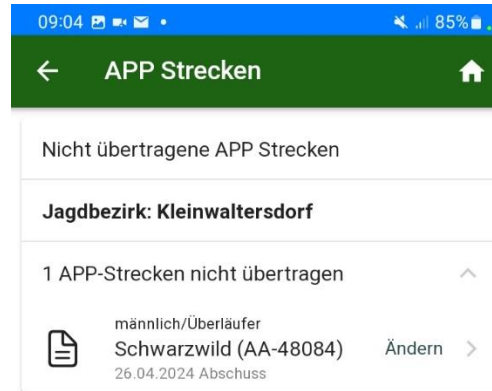 09:04 85%
APP Strecken
Nicht übertragene APP Strecken
Jagdbezirk: Kleinwaltersdorf
1 APP-Strecken nicht übertragen
männlich/Überläufer
Schwarzwild (AA-48084) Ändern
26.04.2024 Abschuss